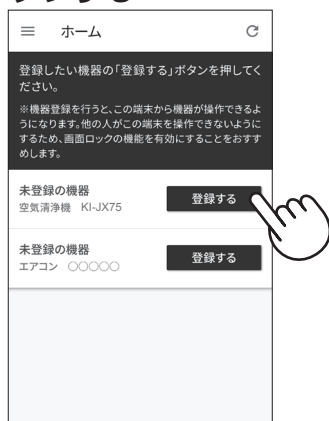 ホーム
登録したい機器の「登録する」ボタンを押してく
ださい。
※機器登録を行うと、この端末から機器が操作できるよ
うになります。他の人がこの端末を操作できないように
するため、画面ロックの機能を有効にすることをおすす
めします。
未登録の機器
空気清浄機 KI-JX75
登録する
未登録の機器
エアコン 〇〇〇〇〇
登録する